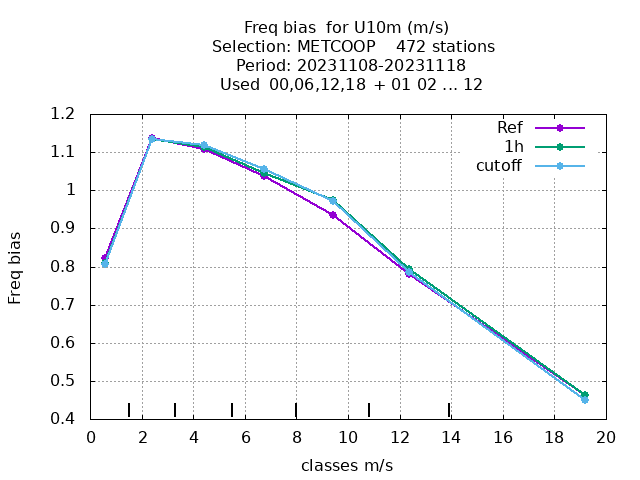 Freq bias  for U10m (m/s)
Selection: METCOOP    472 stations
Period: 20231108-20231118
Used  00,06,12,18  + 01 02 ... 12
Ref
1h
cutoff
Freq bias
1.2
1.1
1
0.9
0.8
0.7
0.6
0.5
0.4
0 2 4 6 8 10 12 14 16 18 20
classes m/s